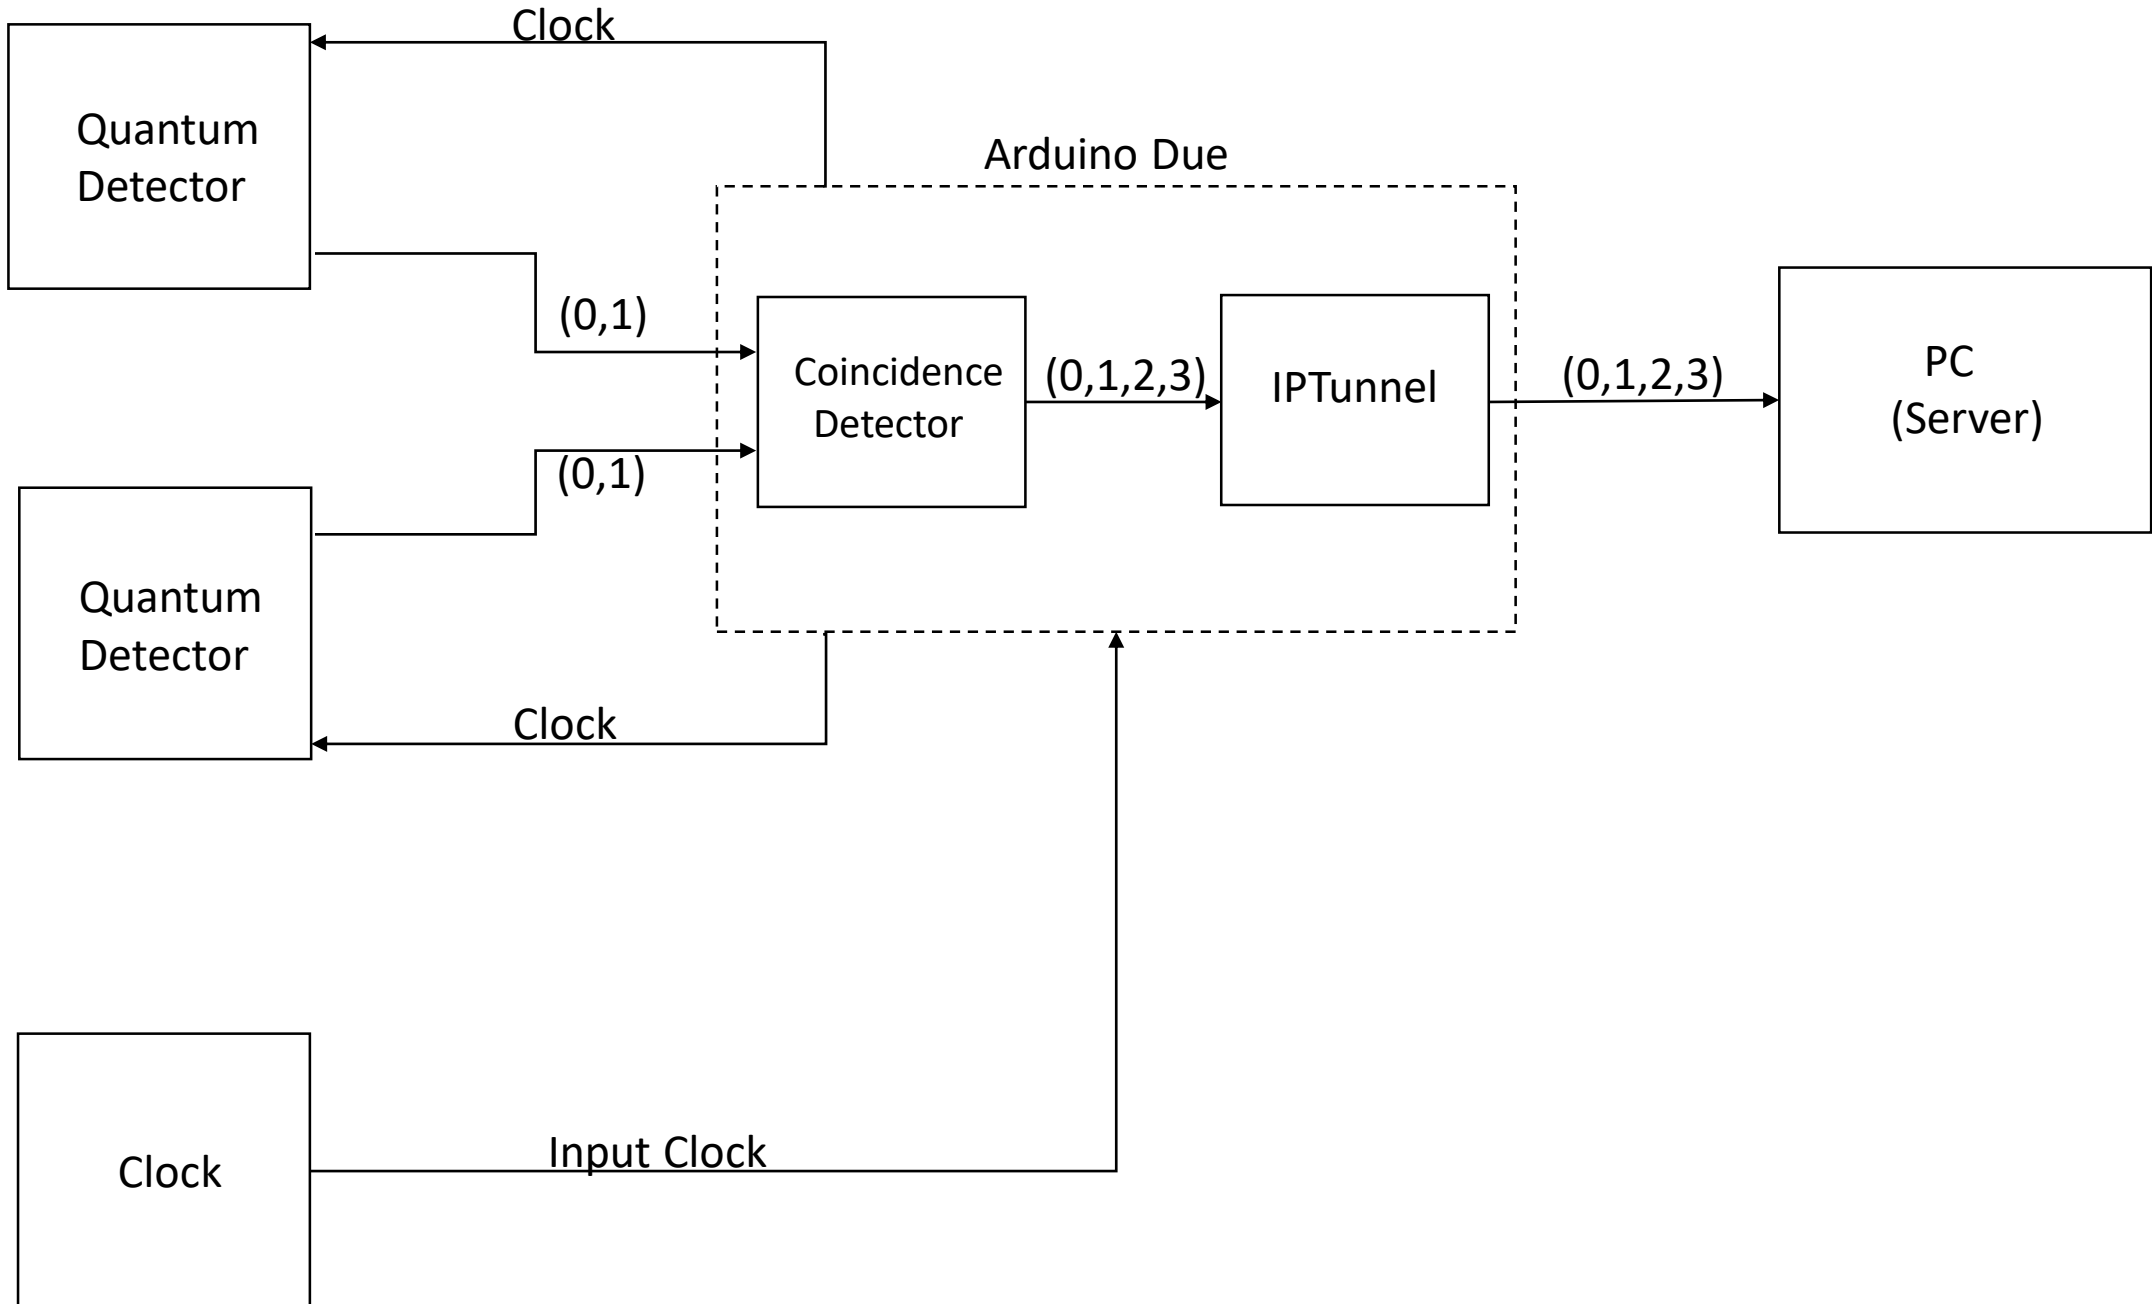 Clock
Quantum
Detector
Arduino Due
(0,1)
Coincidence
Detector
(0,1,2,3)
IPTunnel
(0,1,2,3)
PC
(Server)
(0,1)
Quantum
Detector
Clock
Clock
Input Clock